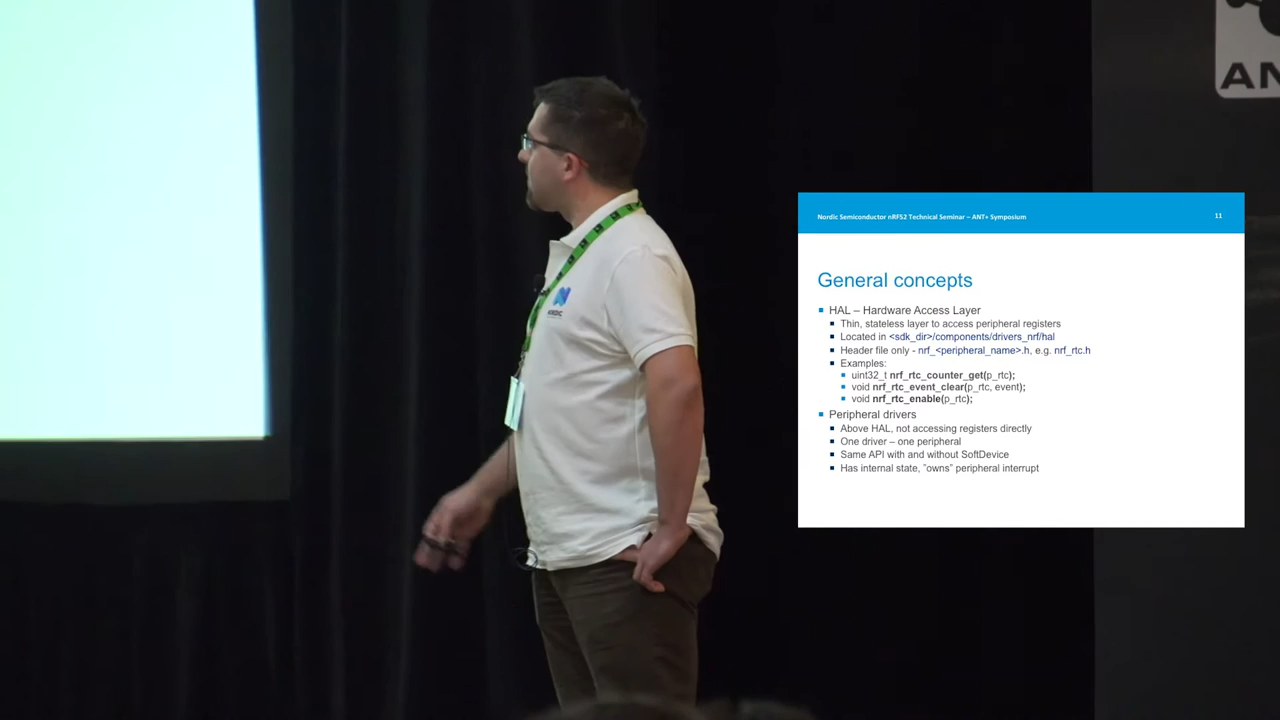 AN
Nordic Semiconductor nRF52 Technical Seminar – ANT+ Symposium
11
General concepts
HAL – Hardware Access Layer
Thin, stateless layer to access peripheral registers
Located in <sdk_dir>/components/drivers_nrf/hal
Header file only - nrf_<peripheral_name>.h, e.g. nrf_rtc.h
Examples:
uint32_t nrf_rtc_counter_get(p_rtc);
void nrf_rtc_event_clear(p_rtc, event);
void nrf_rtc_enable(p_rtc);
Peripheral drivers
Above HAL, not accessing registers directly
One driver – one peripheral
Same API with and without SoftDevice
Has internal state, ”owns” peripheral interrupt